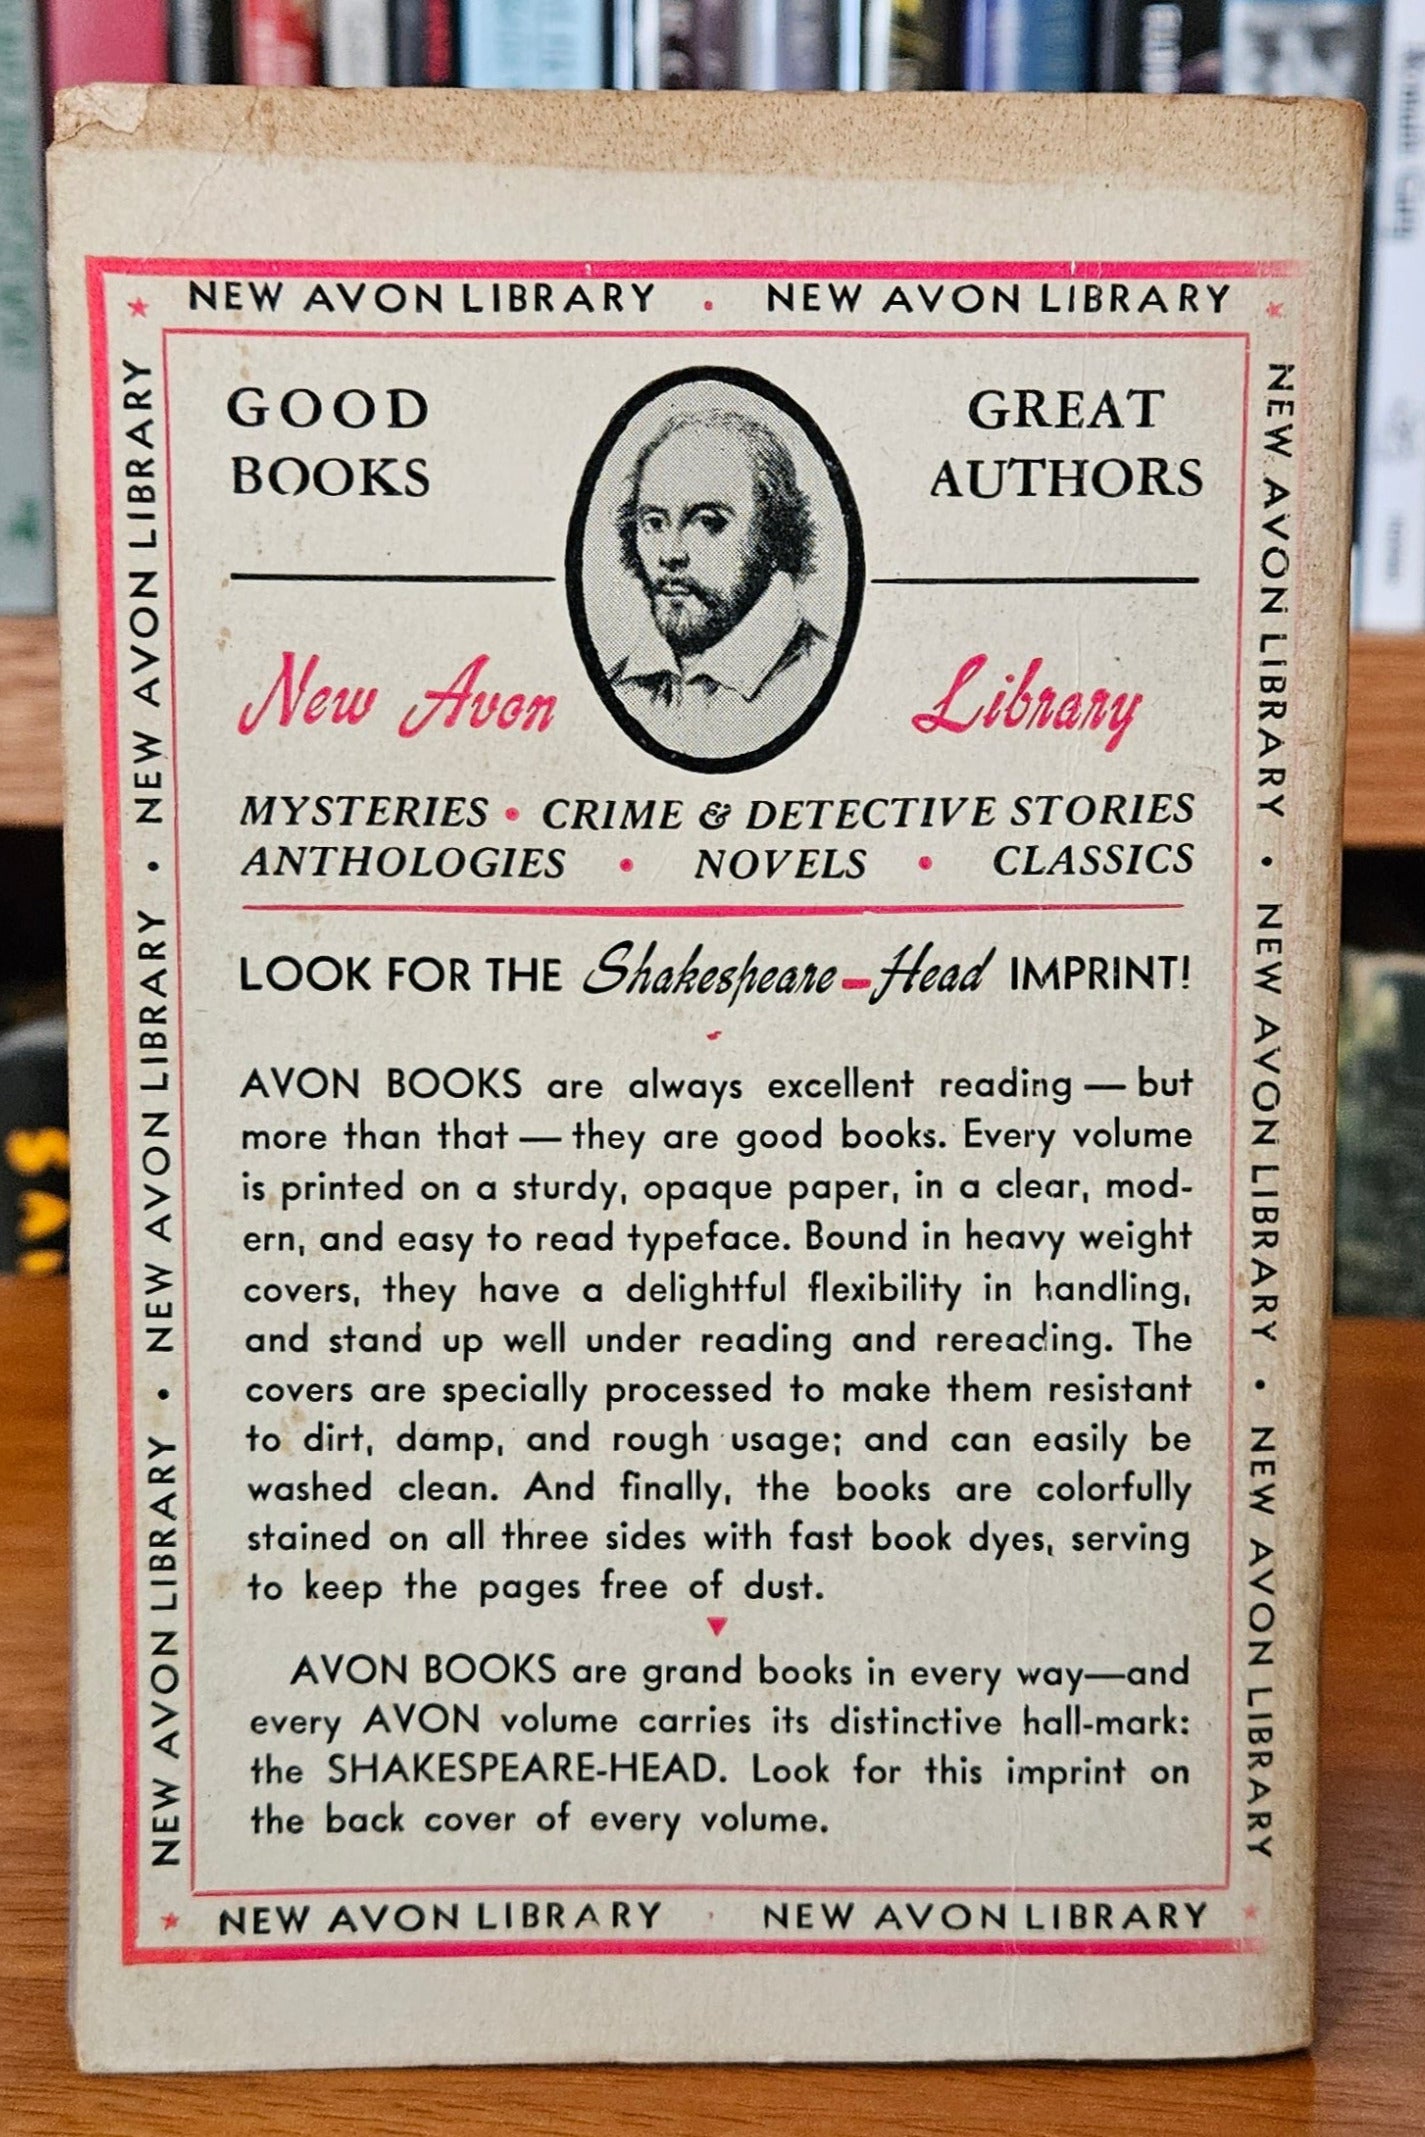 NEW AVON LIBRARY • NEW AVON LIBRARY
NEW AVON LIBRARY • NEW AVON LIBRARY • NEW AVON LIBRARY
NEW AVON LIBRARY • NEW AVON LIBRARY • NEW AVON LIBRARY
GOOD
BOOKS
GREAT
AUTHORS
New Avon Library
MYSTERIES • CRIME & DETECTIVE STORIES
ANTHOLOGIES • NOVELS • CLASSICS
LOOK FOR THE Shakespeare-Head IMPRINT!
AVON BOOKS are always excellent reading — but
more than that — they are good books. Every volume
is printed on a sturdy, opaque paper, in a clear, mod-
ern, and easy to read typeface. Bound in heavy weight
covers, they have a delightful flexibility in handling,
and stand up well under reading and rereading. The
covers are specially processed to make them resistant
to dirt, damp, and rough usage; and can easily be
washed clean. And finally, the books are colorfully
stained on all three sides with fast book dyes, serving
to keep the pages free of dust.
AVON BOOKS are grand books in every way—and
every AVON volume carries its distinctive hall-mark:
the SHAKESPEARE-HEAD. Look for this imprint on
the back cover of every volume.
NEW AVON LIBRARY • NEW AVON LIBRARY